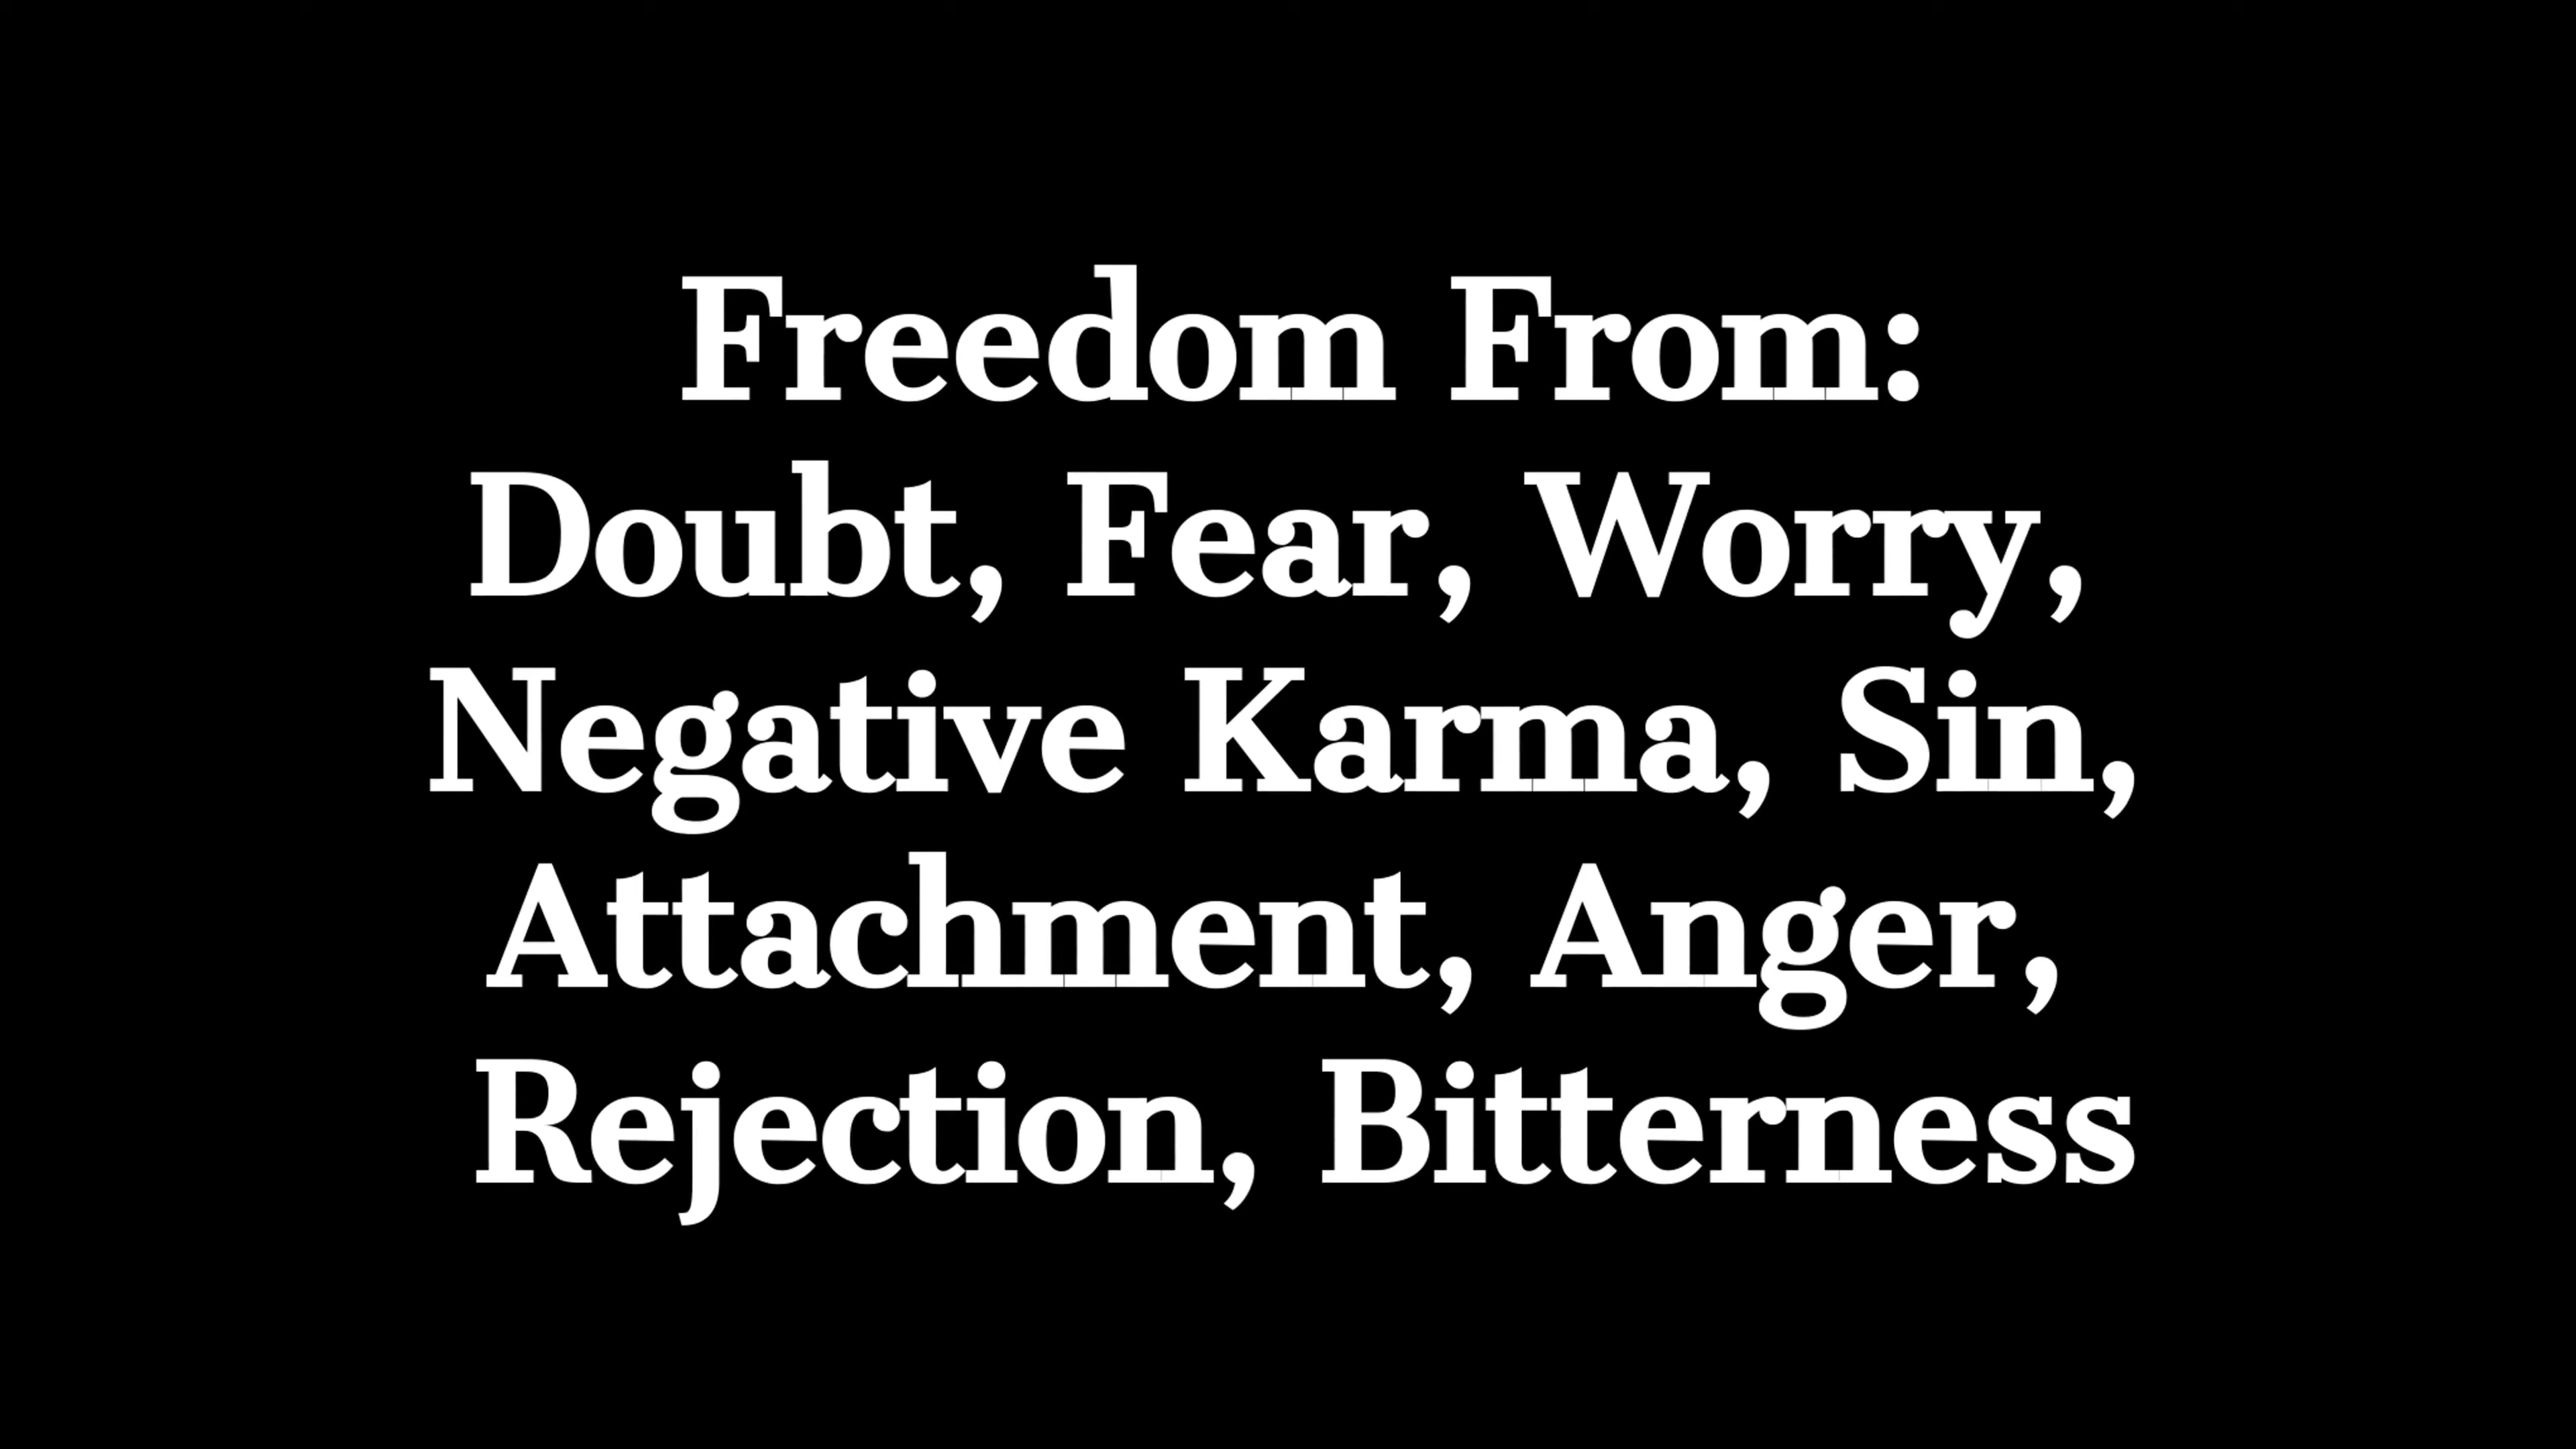 Freedom From:
Doubt, Fear, Worry,
Negative Karma, Sin,
Attachment, Anger,
Rejection, Bitterness